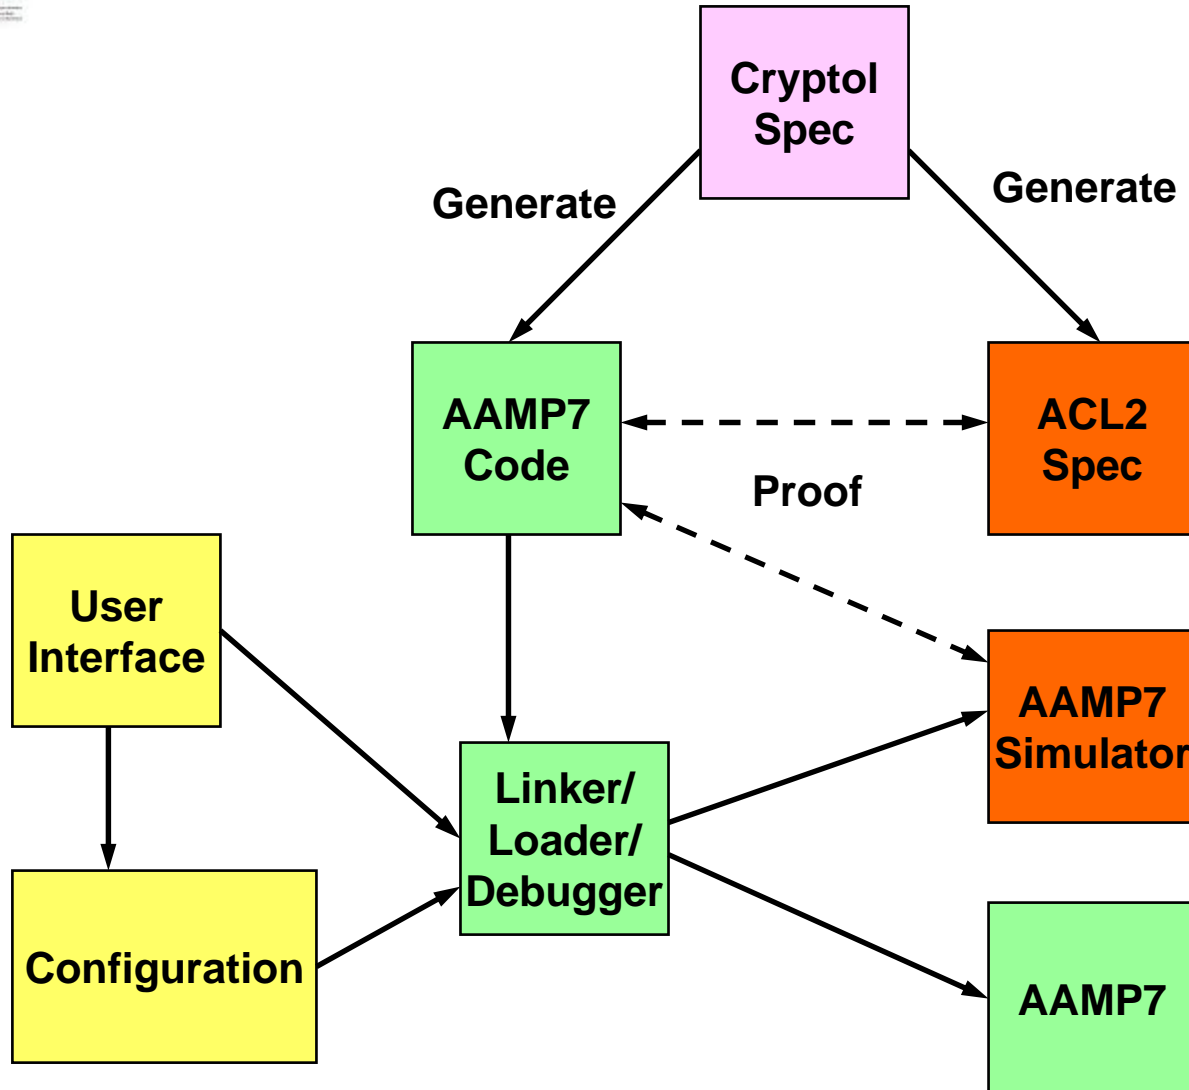 Cryptol
Spec
Generate
Generate
AAMP7
Code
ACL2
Spec
Proof
User
Interface
AAMP7
Simulator
Linker/
Loader/
Debugger
Configuration
AAMP7